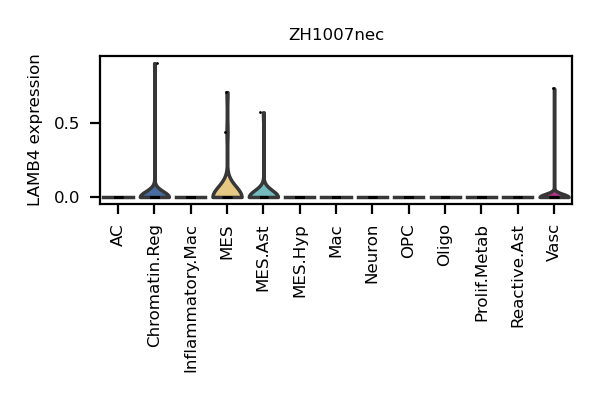 ZH1007nec
LAMB4 expression
0.5
0.0
AC
Chromatin.Reg
Inflammatory.Mac
MES
MES.Ast
MES.Hyp
Mac
Neuron
OPC
Oligo
Prolif.Metab
Reactive.Ast
Vasc